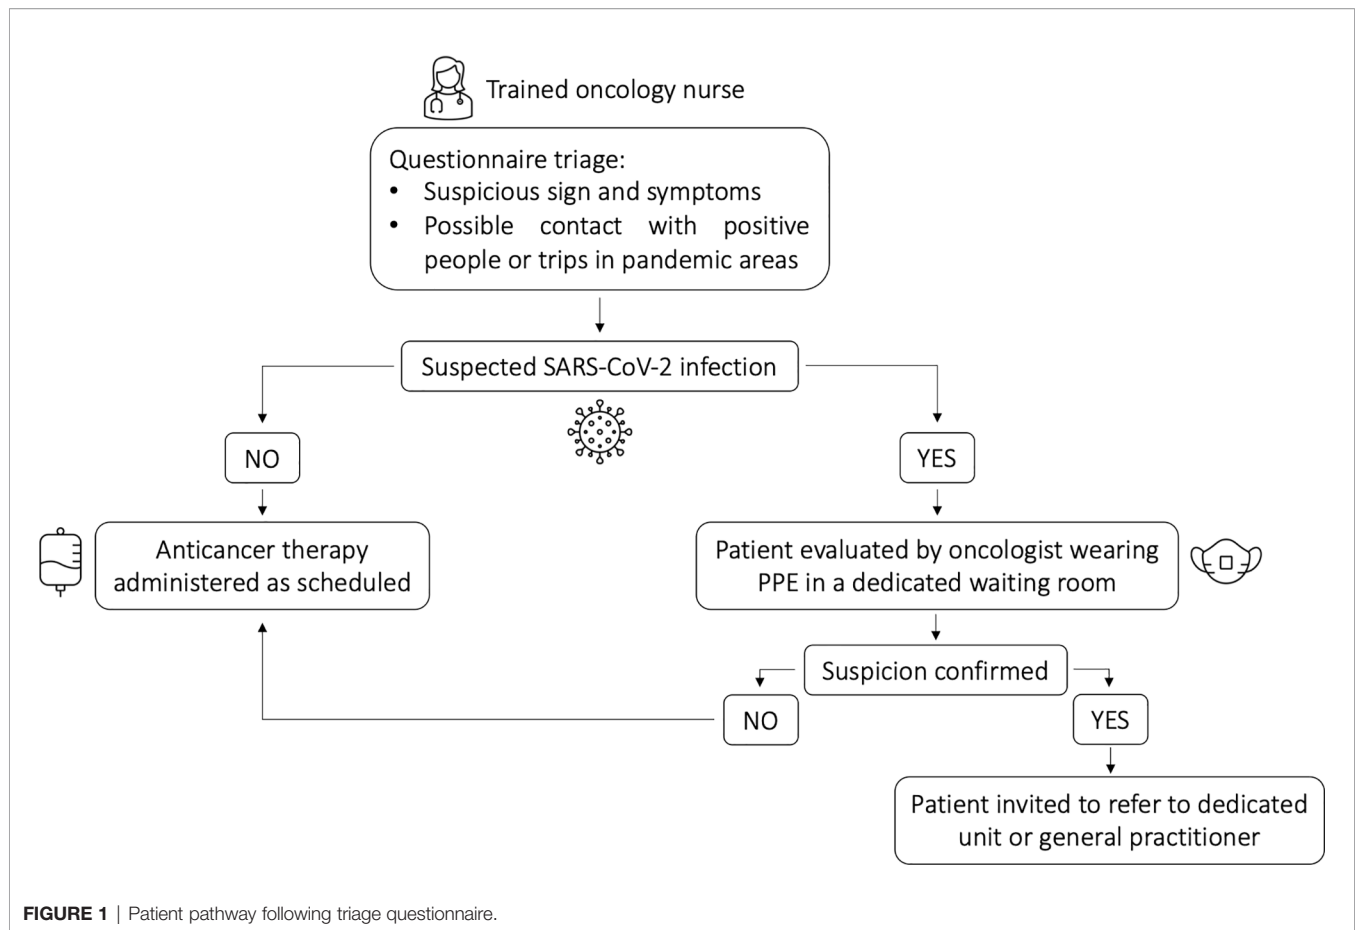 Trained oncology nurse
Questionnaire triage:
• Suspicious sign and symptoms
• Possible contact with positive
people or trips in pandemic areas
Suspected SARS-CoV-2 infection
NO
YES
Anticancer therapy
administered as scheduled
Patient evaluated by oncologist wearing
PPE in a dedicated waiting room
Suspicion confirmed
NO
YES
Patient invited to refer to dedicated
unit or general practitioner
FIGURE 1 | Patient pathway following triage questionnaire.